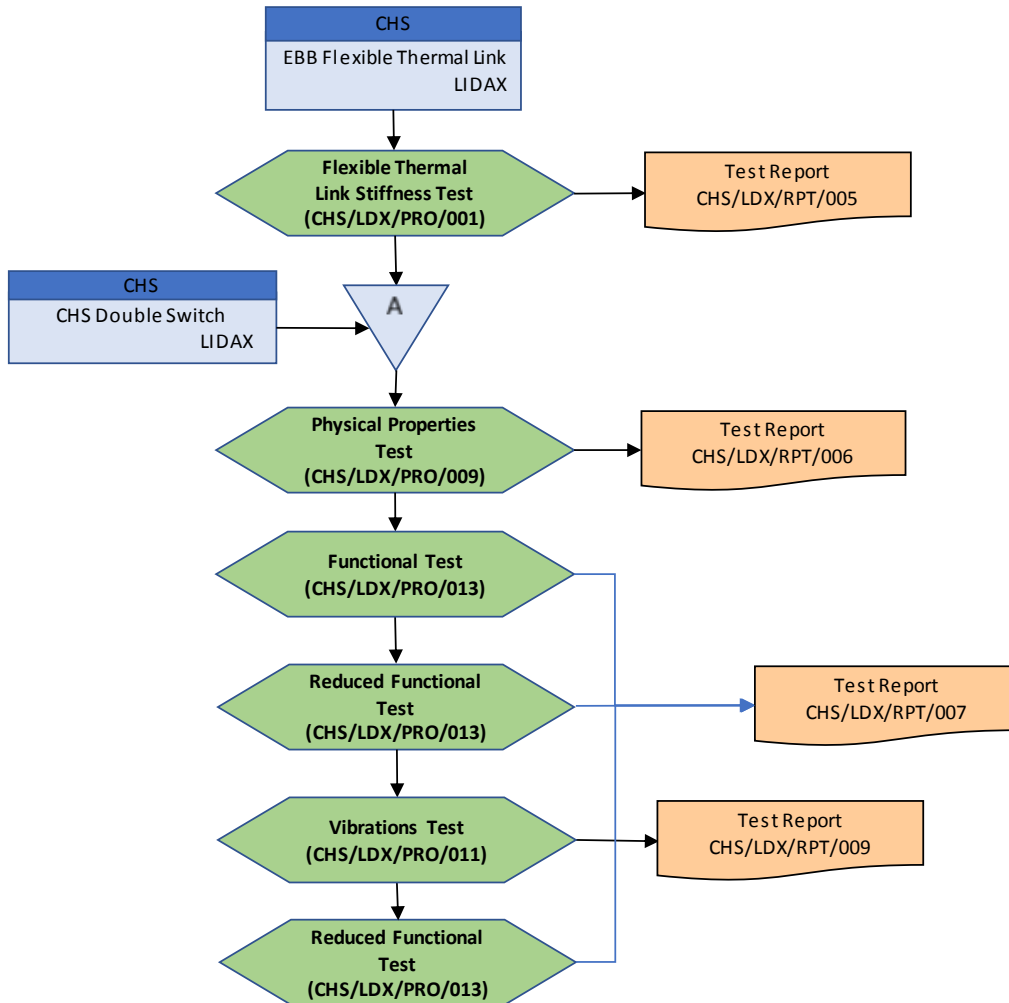 CHS
EBB Flexible Thermal Link
LIDAX
Flexible Thermal
Link Stiffness Test
(CHS/LDX/PRO/001)
Test Report
CHS/LDX/RPT/005
CHS
CHS Double Switch
LIDAX
A
Physical Properties
Test
(CHS/LDX/PRO/009)
Test Report
CHS/LDX/RPT/006
Functional Test
(CHS/LDX/PRO/013)
Reduced Functional
Test
(CHS/LDX/PRO/013)
Test Report
CHS/LDX/RPT/007
Vibrations Test
(CHS/LDX/PRO/011)
Test Report
CHS/LDX/RPT/009
Reduced Functional
Test
(CHS/LDX/PRO/013)